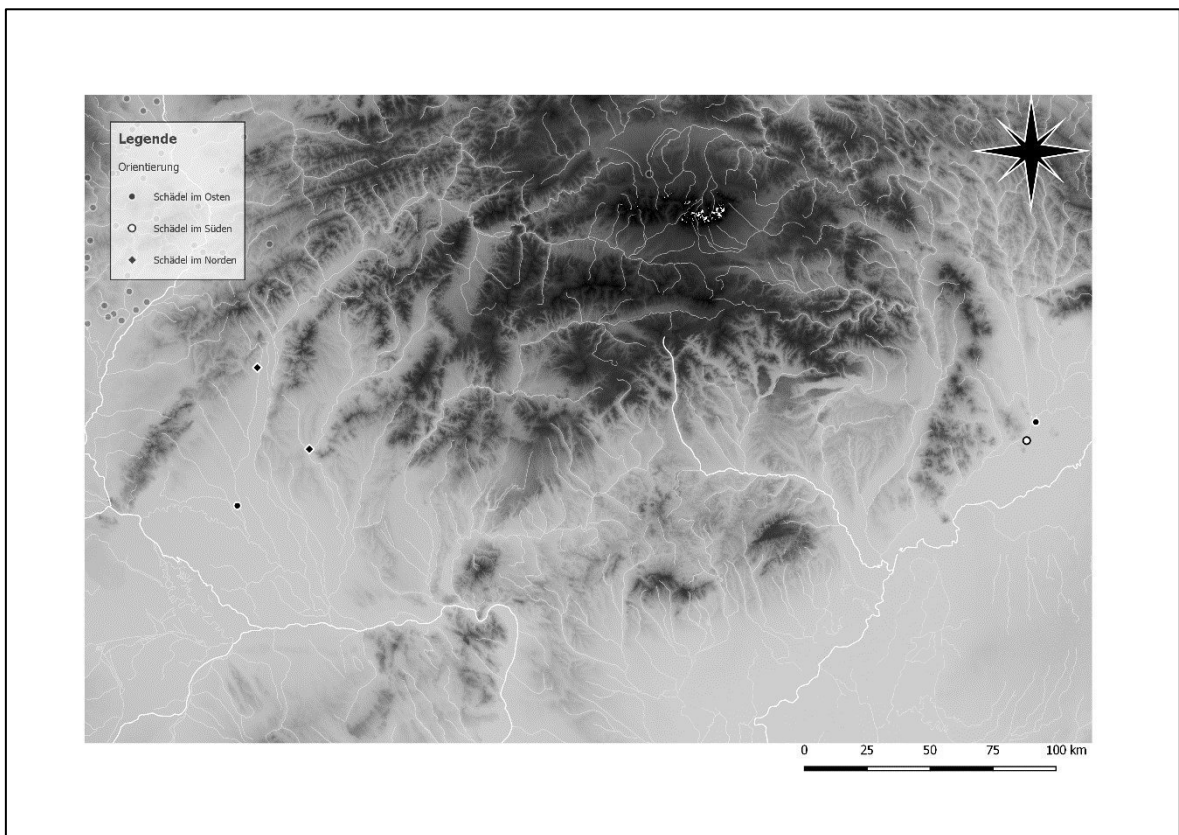 Legende
Orientierung
Schädel im Osten
Schädel im Süden
Schädel im Norden
0 25 50 75 100 km